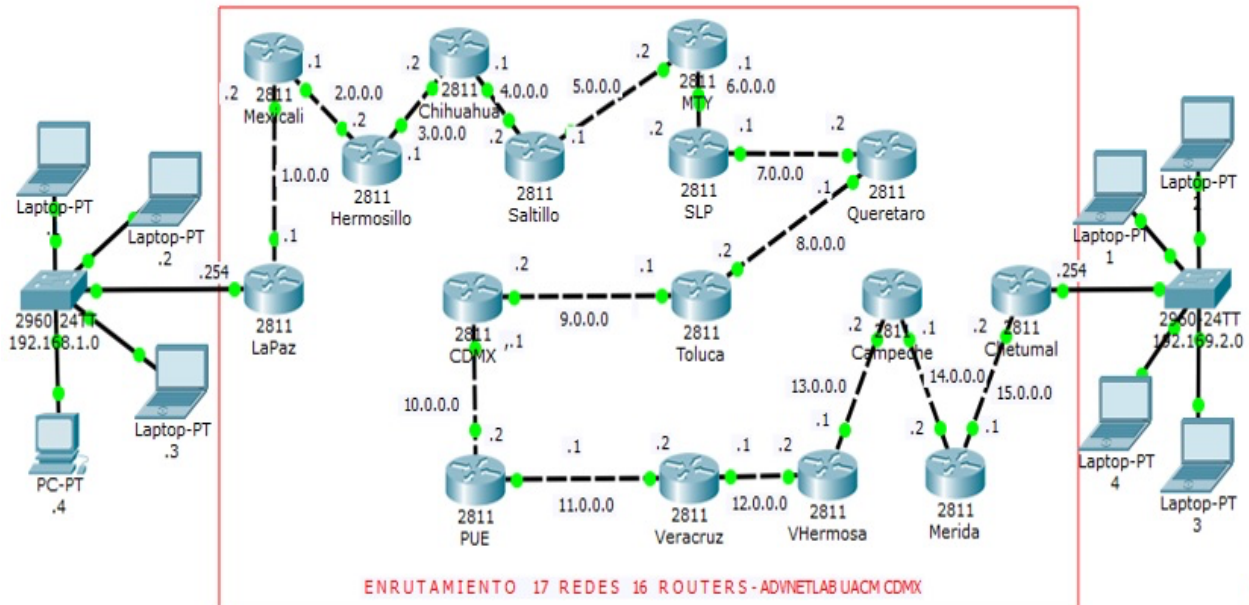 .2
.1
2811
Mexicali
2.0.0.0
.2
2811
Hermosillo
.1
3.0.0.0
.2
2811
Chihuahua
.1
4.0.0.0
.2
2811
Saltillo
.1
5.0.0.0
.2
2811
MTY
.1
6.0.0.0
.2
2811
SLP
.1
7.0.0.0
.2
2811
Queretaro
.1
8.0.0.0
.2
2811
Toluca
.1
9.0.0.0
.2
2811
CDMX
.1
10.0.0.0
.2
2811
PUE
.1
11.0.0.0
.2
2811
Veracruz
.1
12.0.0.0
.2
2811
VHermosa
.1
13.0.0.0
.2
2811
Campeche
.1
14.0.0.0
.2
2811
Merida
.1
15.0.0.0
.2
2811
Chetumal
.254
1.0.0.0
.1
2811
LaPaz
.254
Laptop-PT
Laptop-PT
.2
2960-24TT
192.168.1.0
Laptop-PT
.3
PC-PT
.4
Laptop-PT
2
Laptop-PT
1
2960-24TT
192.169.2.0
Laptop-PT
4
Laptop-PT
3
ENRUTAMIENTO 17 REDES 16 ROUTERS - ADVNETLAB UACM CDMX